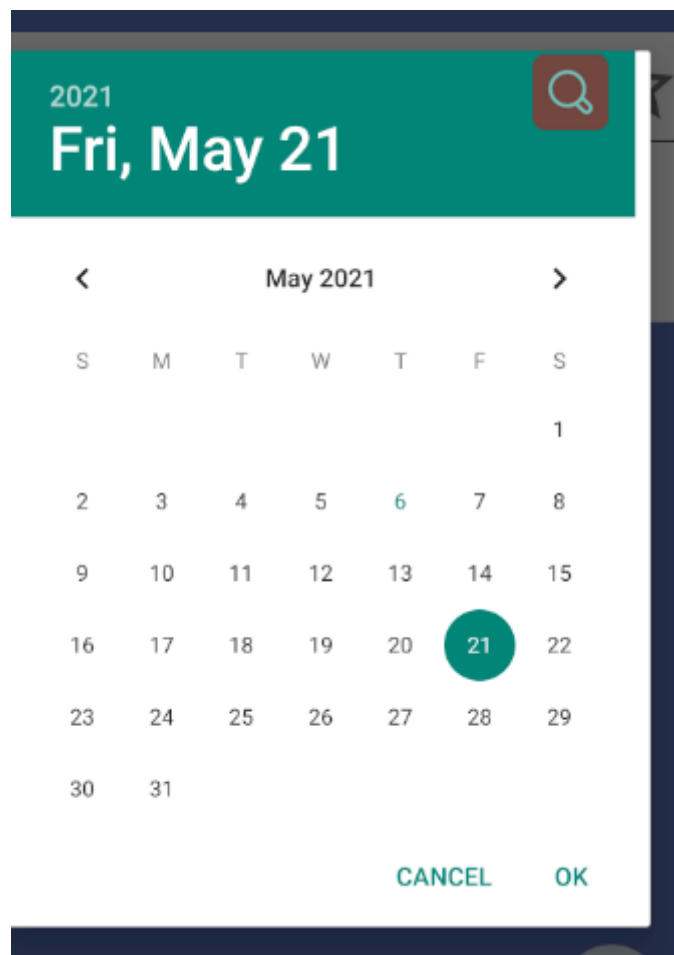 2021
Fri, May 21
May 2021
S M T W T F S
1
2 3 4 5 6 7 8
9 10 11 12 13 14 15
16 17 18 19 20 21 22
23 24 25 26 27 28 29
30 31
CANCEL OK